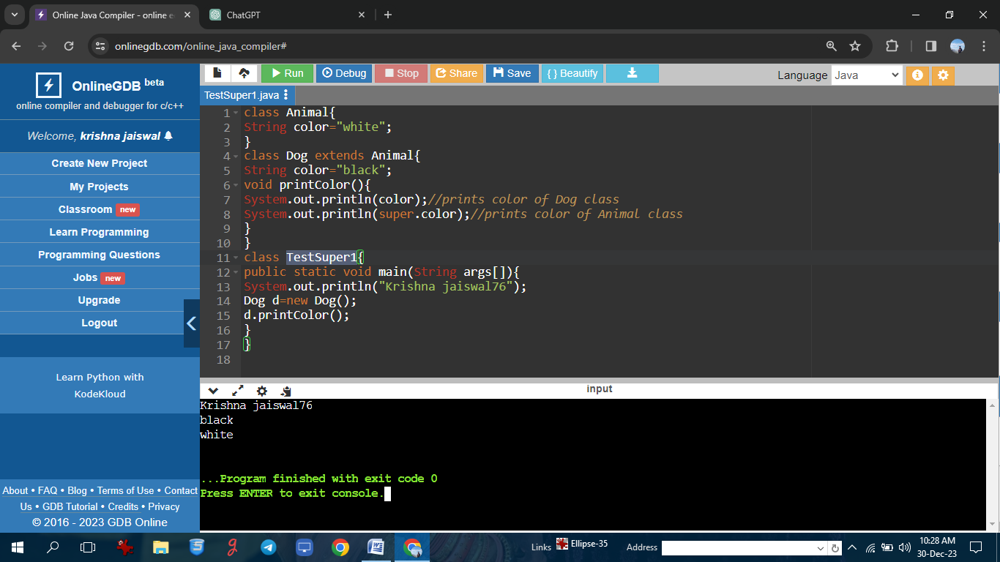 Online Java Compiler - online e
ChatGPT
onlinegdb.com/online_java_compiler#
OnlineGDB beta
online compiler and debugger for c/c++
Welcome, krishna jaiswal
Create New Project
My Projects
Classroom new
Learn Programming
Programming Questions
Jobs new
Upgrade
Logout
Learn Python with
KodeKloud
About • FAQ • Blog • Terms of Use • Contact
Us • GDB Tutorial • Credits • Privacy
© 2016 - 2023 GDB Online
Run Debug Stop Share Save { } Beautify
Language Java
TestSuper1.java
1 class Animal{
2 String color="white";
3 }
4 class Dog extends Animal{
5 String color="black";
6 void printColor(){
7 System.out.println(color);//prints color of Dog class
8 System.out.println(super.color);//prints color of Animal class
9 }
10 }
11 class TestSuper1{
12 public static void main(String args[]){
13 System.out.println("Krishna jaiswal76");
14 Dog d=new Dog();
15 d.printColor();
16 }
17 }
18
input
Krishna jaiswal76
black
white
...Program finished with exit code 0
Press ENTER to exit console.
Links Ellipse-35 Address
10:28 AM
30-Dec-23